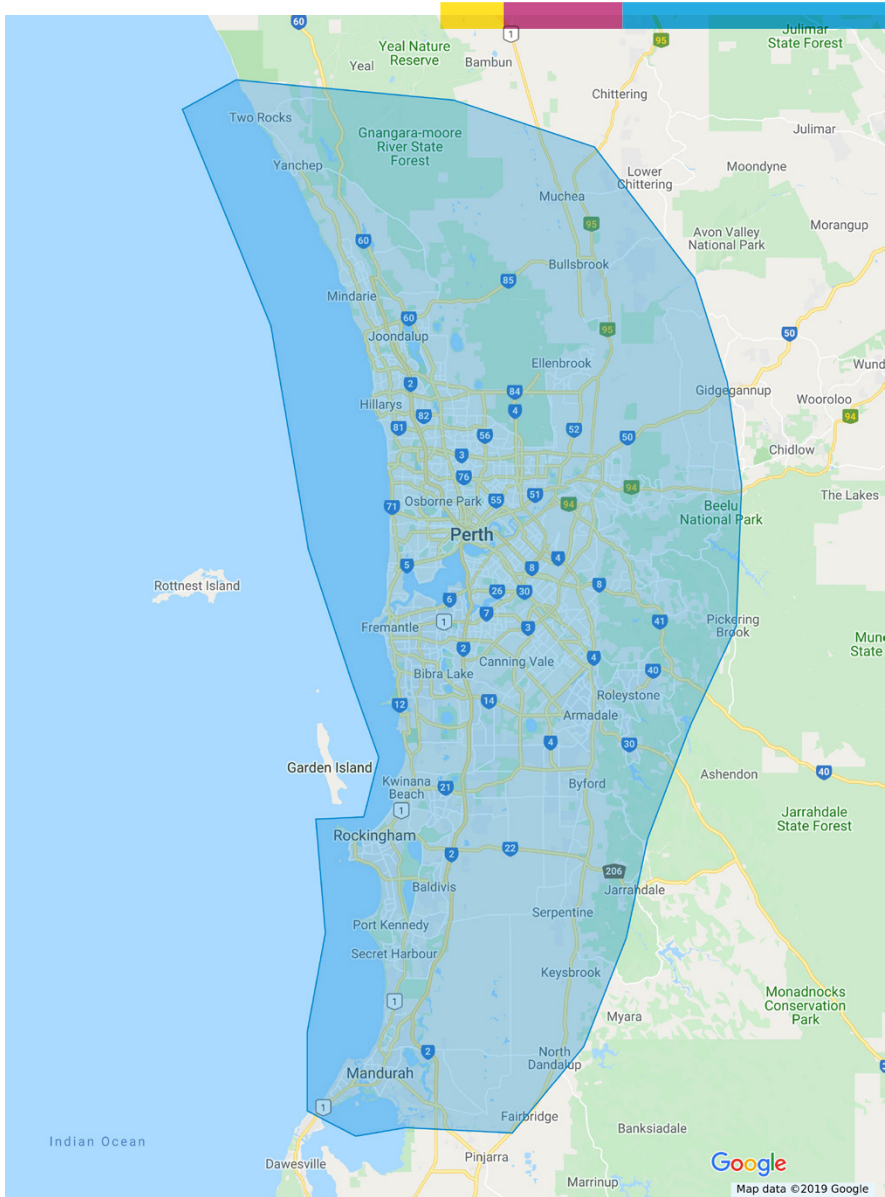 60
1
95
Julimar
State Forest
Yeal Nature
Reserve
Yeal
Bambun
Chittering
Two Rocks
Gnangara-moore
River State
Forest
Julimar
Yanchep
Lower
Chittering
Moondyne
Muchea
95
Avon Valley
National Park
Morangup
60
Bullsbrook
Mindarie
85
60
95
50
Joondalup
Ellenbrook
Wund
2
84
Gidgegannup
Wooroloo
Hillarys
82
4
94
81
56
52
50
Chidlow
3
76
94
The Lakes
Osborne Park
55
51
71
94
Beelu
National Park
Perth
5
8
4
Rottnest Island
6
26
30
8
7
Fremantle
1
3
41
Pickering
Brook
2
Mune
State
Canning Vale
4
Bibra Lake
40
12
14
Roleystone
Armadale
4
30
Garden Island
Kwinana
Beach
21
Byford
Ashendon
40
1
Jarrahdale
State Forest
Rockingham
2
22
206
Baldivis
Jarrahdale
Port Kennedy
Serpentine
Secret Harbour
Keysbrook
1
Monadnocks
Conservation
Park
Myara
2
North
Dandalup
Mandurah
1
Fairbridge
Banksiadale
Indian Ocean
Dawesville
Pinjarra
Google
Marrinup
Map data ©2019 Google